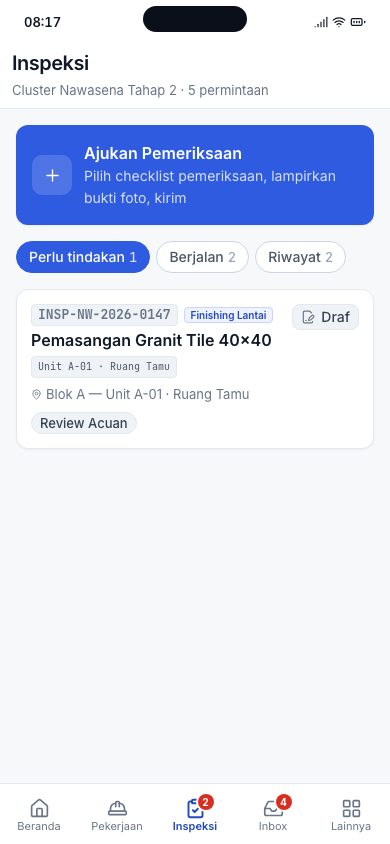 08:17
Inspeksi
Cluster Nawasena Tahap 2 · 5 permintaan
Ajukan Pemeriksaan
Pilih checklist pemeriksaan, lampirkan
bukti foto, kirim
Perlu tindakan 1
Berjalan 2
Riwayat 2
INSP-NW-2026-0147
Finishing Lantai
Draf
Pemasangan Granit Tile 40×40
Unit A-01 · Ruang Tamu
Blok A — Unit A-01 · Ruang Tamu
Review Acuan
2
4
Beranda
Pekerjaan
Inspeksi
Inbox
Lainnya